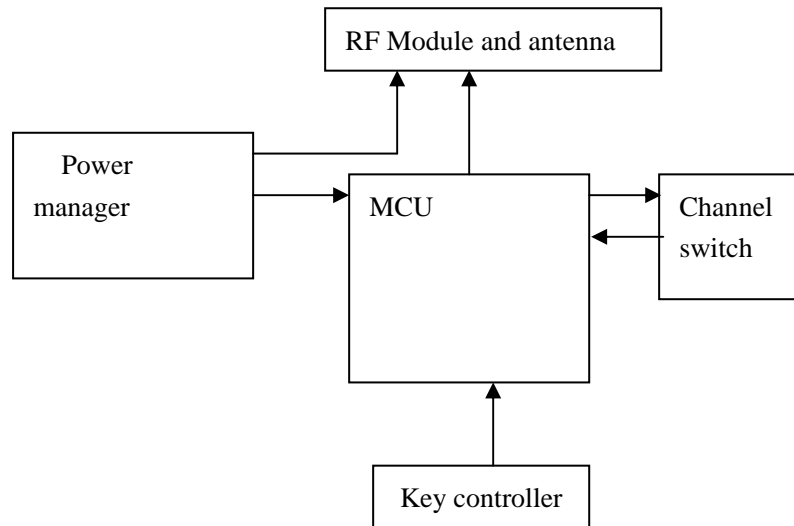 RF Module and antenna
Power
manager
MCU
Channel
switch
Key controller